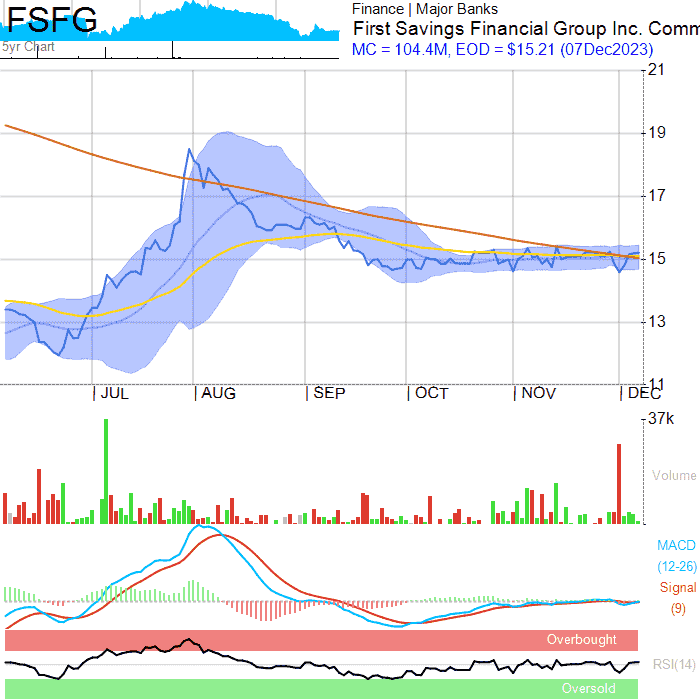 FSFG
5yr Chart
Finance | Major Banks
First Savings Financial Group Inc. Comm
MC = 104.4M, EOD = $15.21 (07Dec2023)
21
19
17
15
13
11
JUL AUG SEP OCT NOV DEC
37k
Volume
MACD
(12-26)
Signal
(9)
Overbought
RSI(14)
Oversold